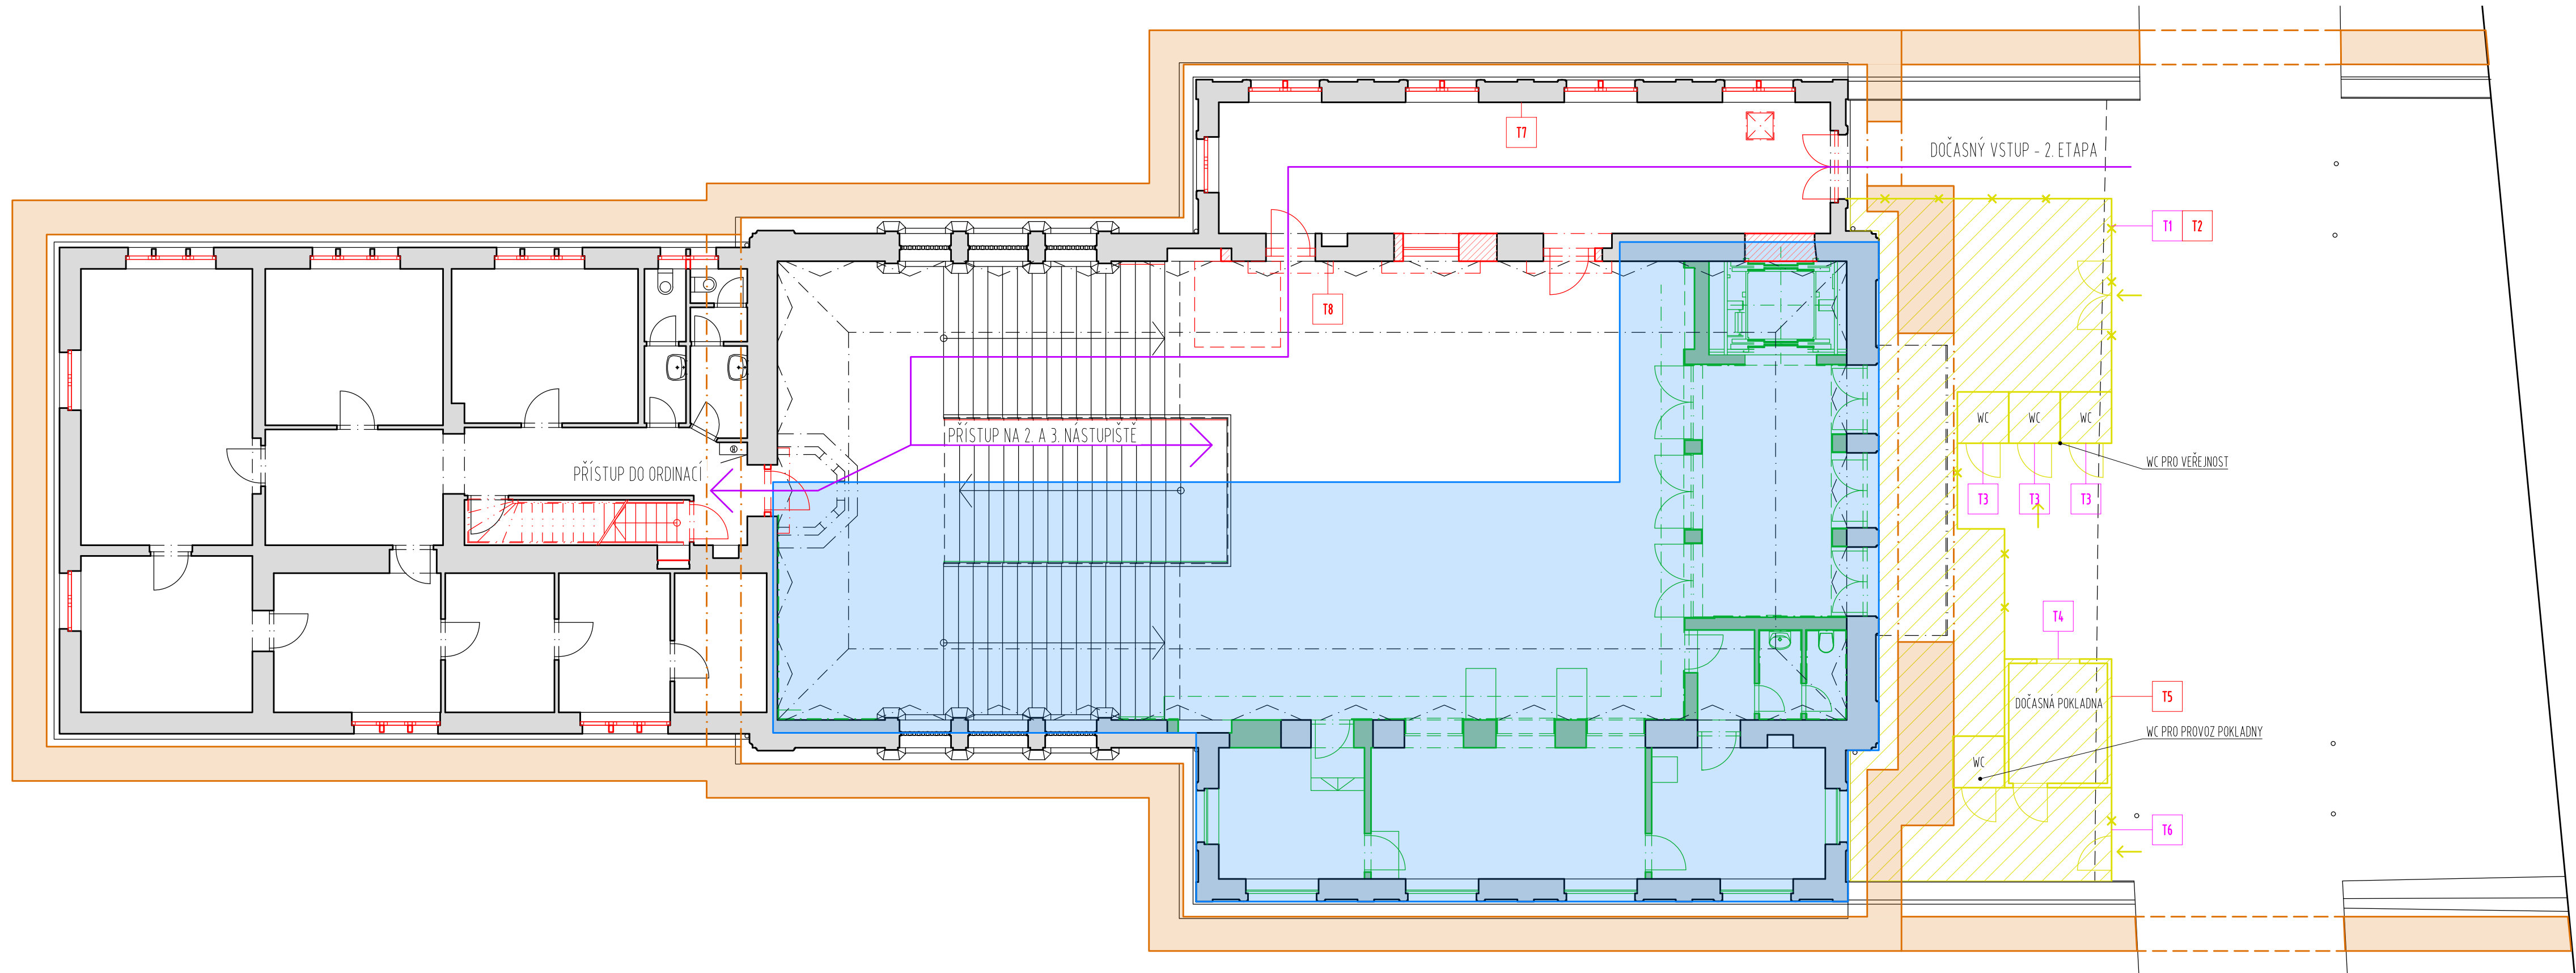 T7
DOČASNÝ VSTUP - 2. ETAPA
T1 T2
T8
WC WC WC
PŘÍSTUP NA 2. A 3. NÁSTUPIŠTĚ
WC PRO VEŘEJNOST
PŘÍSTUP DO ORDINACÍ
T3 T3 T3
T4
T5
DOČASNÁ POKLADNA
WC PRO PROVOZ POKLADNY
WC
T6